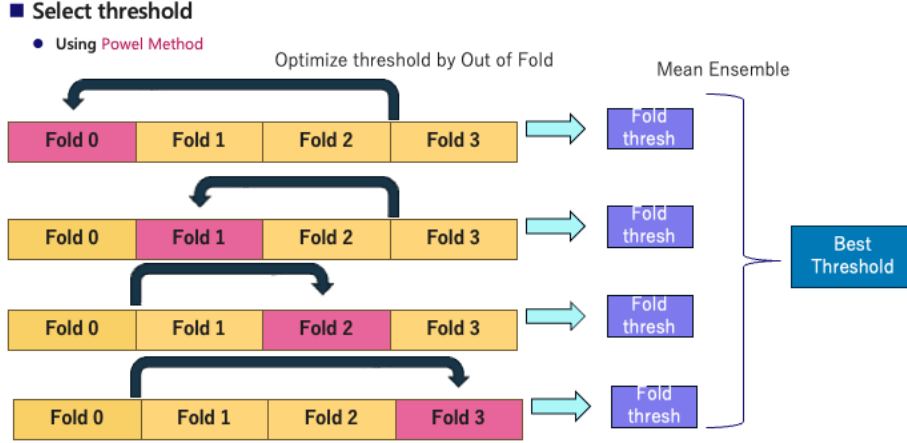 Select threshold
Using Powel Method
Optimize threshold by Out of Fold
Mean Ensemble
Fold 0 Fold 1 Fold 2 Fold 3
Fold
thresh
Fold 0 Fold 1 Fold 2 Fold 3
Fold
thresh
Best
Threshold
Fold 0 Fold 1 Fold 2 Fold 3
Fold
thresh
Fold 0 Fold 1 Fold 2 Fold 3
Fold
thresh